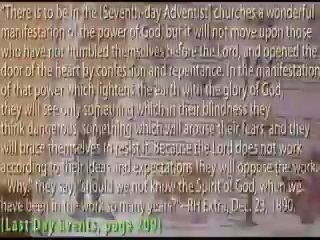 "There is to be in the [Seventh-day Adventist] churches a wonderful
manifestation of the power of God, but it will not move upon those
who have not humbled themselves before the Lord, and opened the
door of the heart by confession and repentance. In the manifestation
of that power which lightens the earth with the glory of God,
they will see only something which in their blindness they
think dangerous, something which will arouse their fears, and they
will brace themselves to resist it. Because the Lord does not work
according to their ideas and expectations they will oppose the work.
'Why,' they say, 'should we not know the Spirit of God, when we
have been in the work so many years?'"--RH Extra, Dec. 23, 1890.
(Last Day Events, page 209)